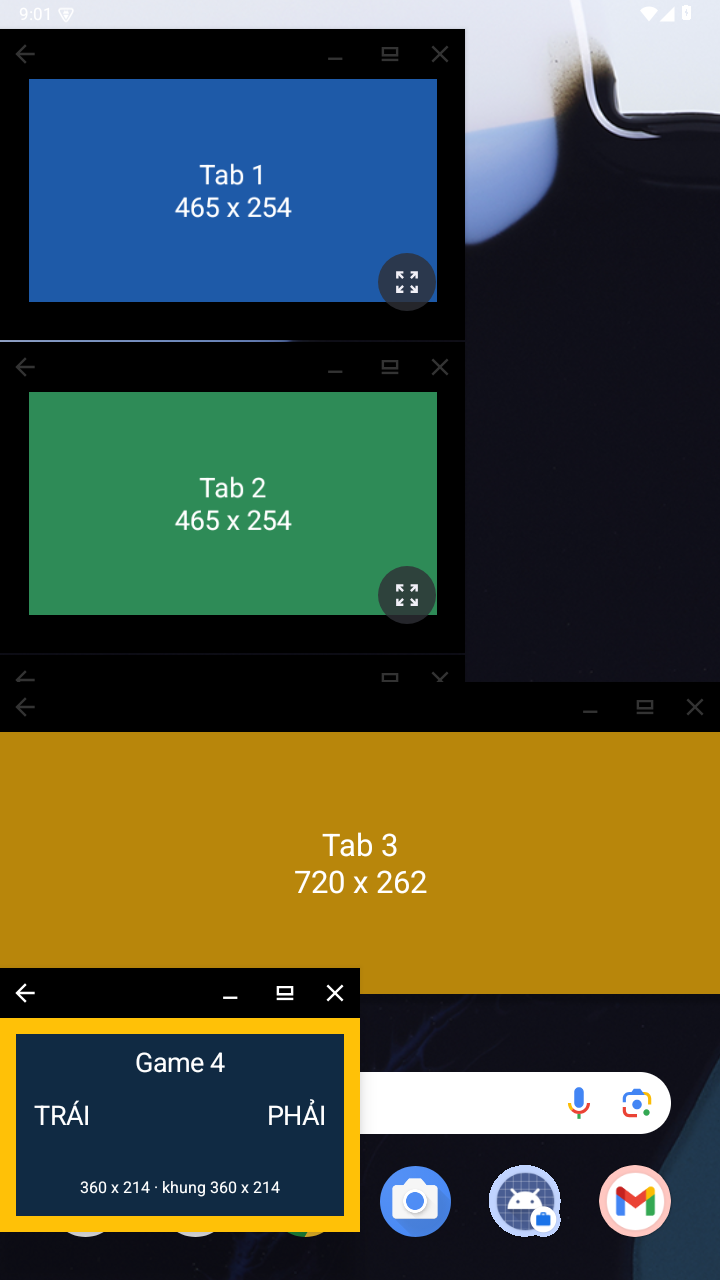 9:01
Tab 1
465 x 254
Tab 2
465 x 254
Tab 3
720 x 262
Game 4
TRÁI PHẢI
360 x 214 · khung 360 x 214